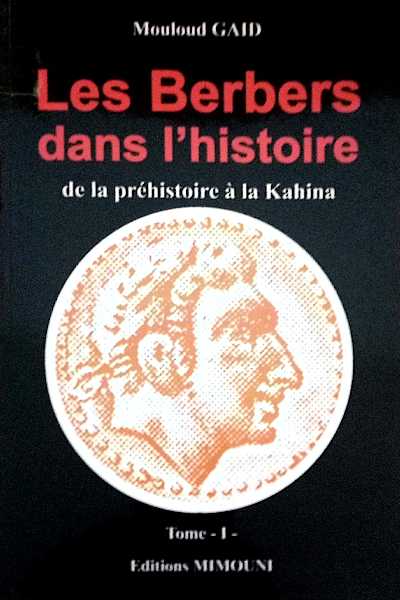 Mouloud GAID
Les Berbers
dans l'histoire
de la préhistoire à la Kahina
Tome - I -
Editions MIMOUNI